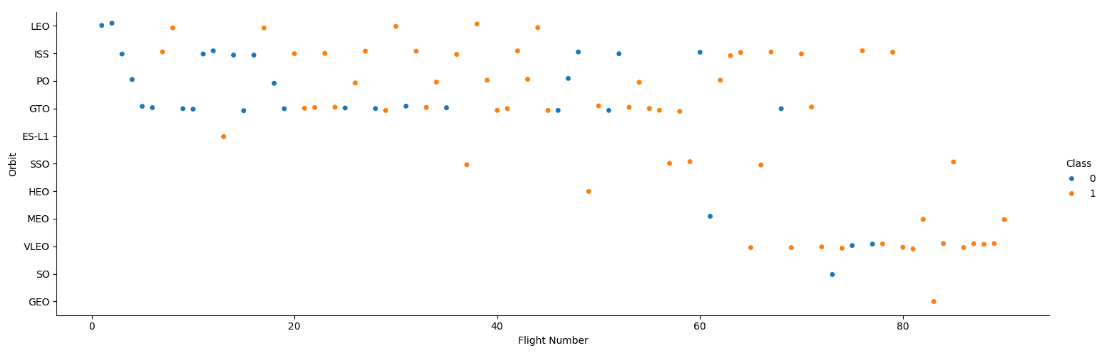 LEO
ISS
PO
GTO
ES-L1
SSO
HEO
MEO
VLEO
SO
GEO
Orbit
0 20 40 60 80
Flight Number
Class
0
1